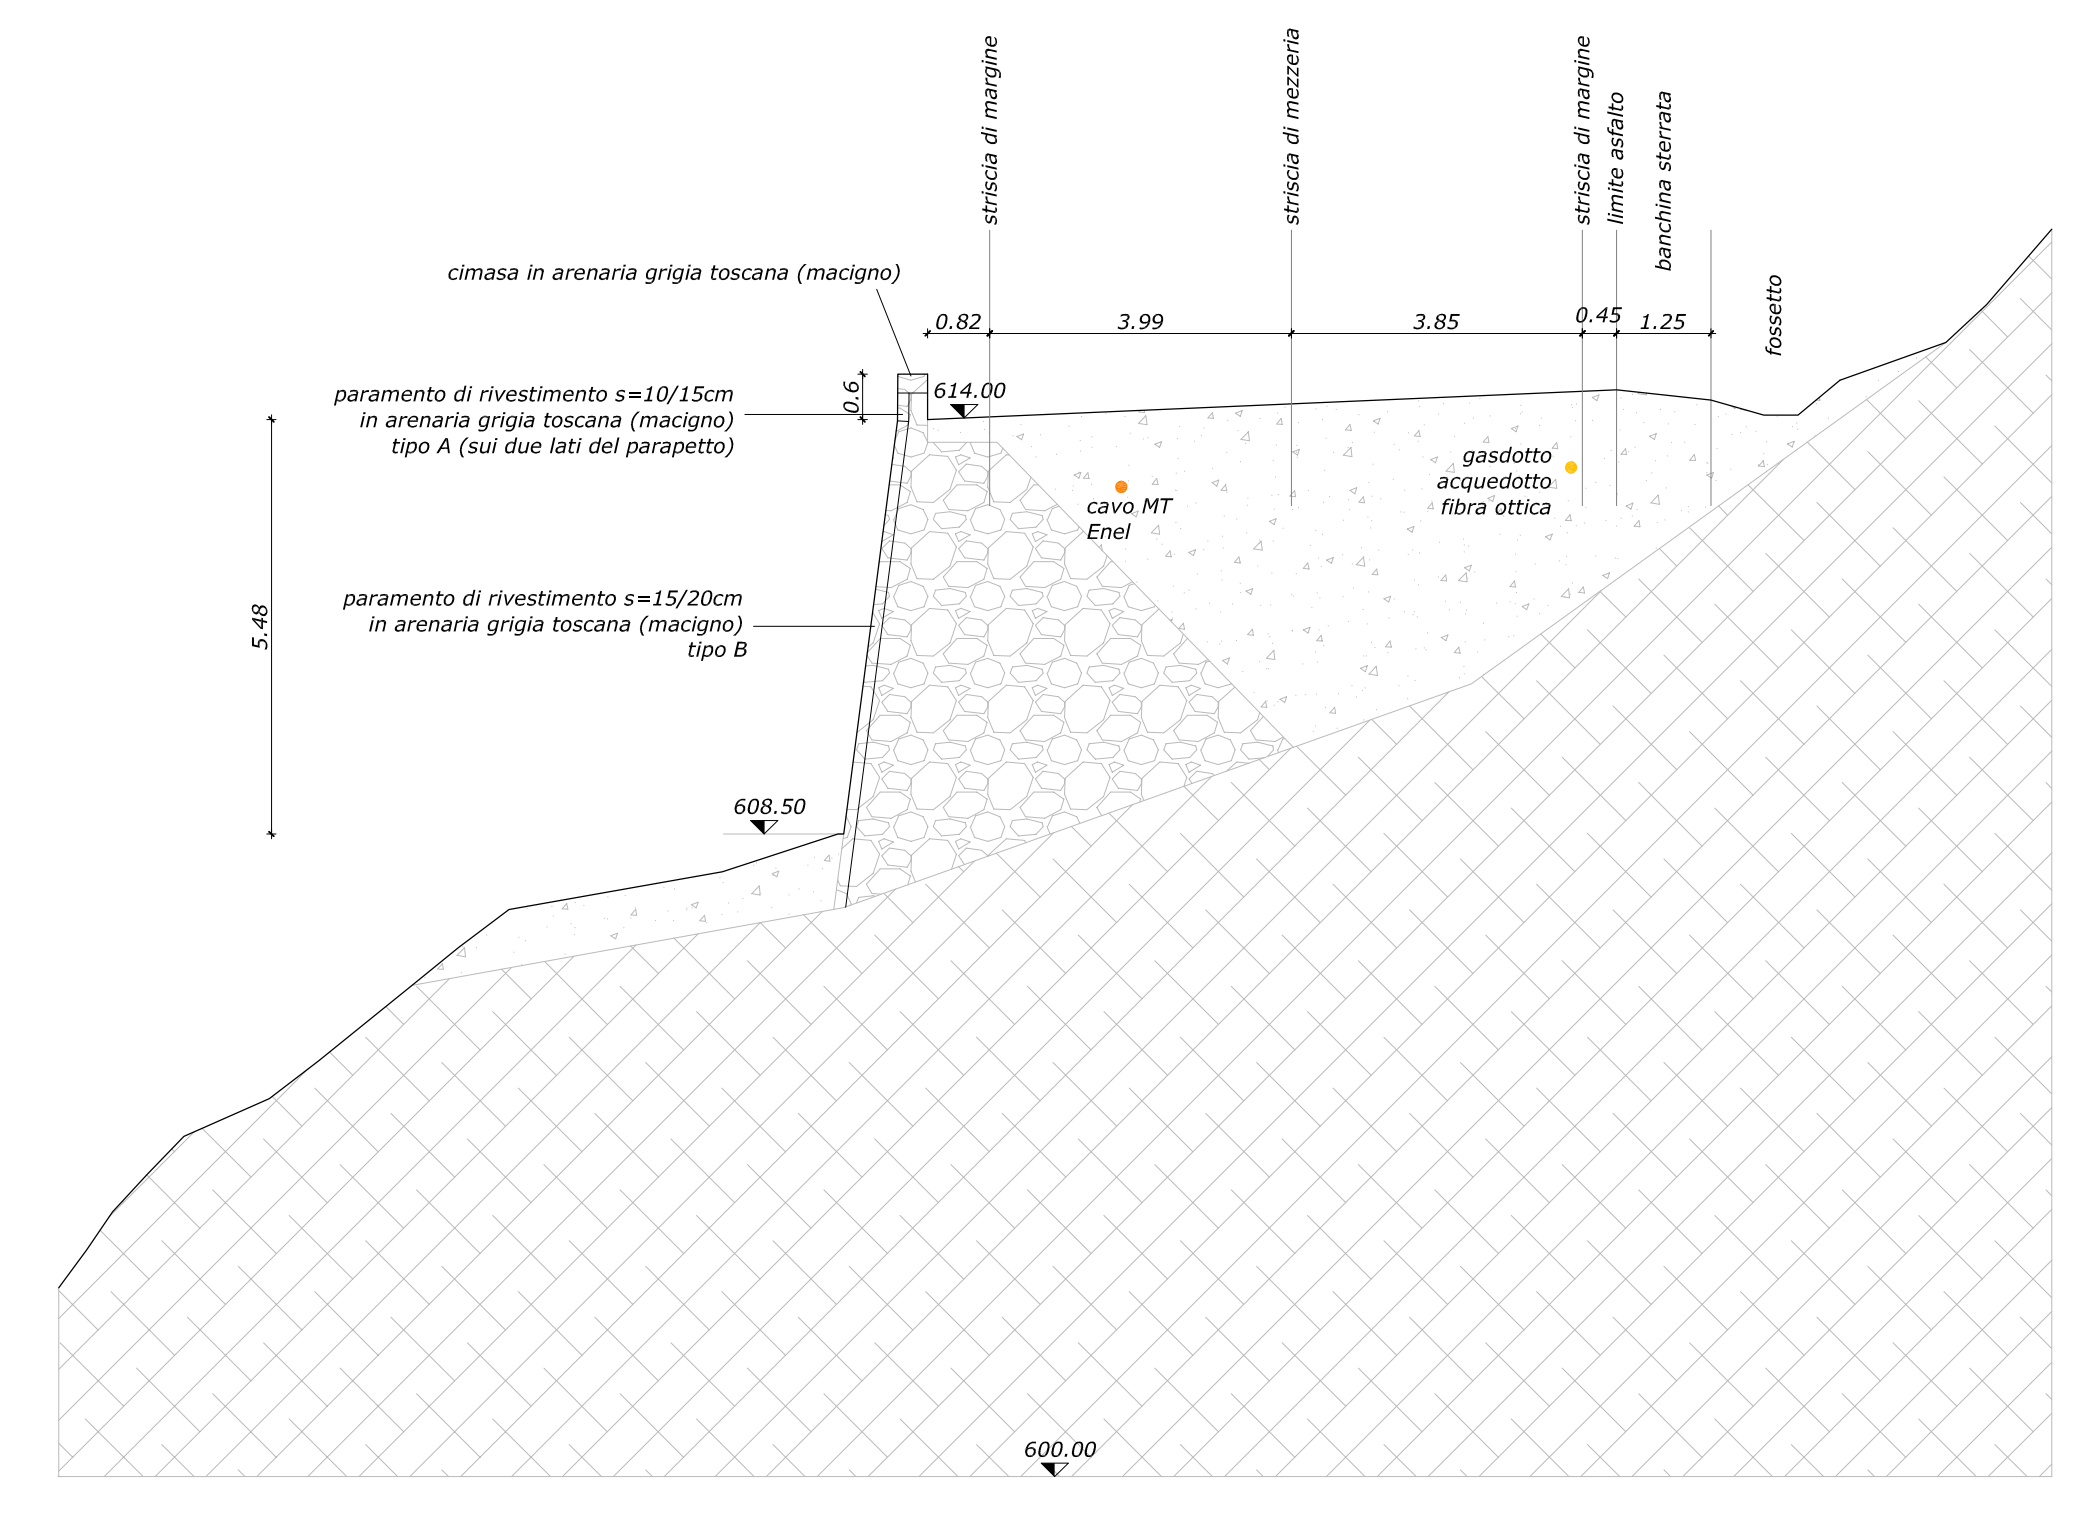 striscia di margine
striscia di mezzeria
striscia di margine
limite asfalto
banchina sterrata
fossetto
cimasa in arenaria grigia toscana (macigno)
0.82
3.99
3.85
0.45
1.25
0.6
614.00
paramento di rivestimento s=10/15cm
in arenaria grigia toscana (macigno)
tipo A (sui due lati del parapetto)
gasdotto
acquedotto
fibra ottica
cavo MT
Enel
5.48
paramento di rivestimento s=15/20cm
in arenaria grigia toscana (macigno)
tipo B
608.50
600.00